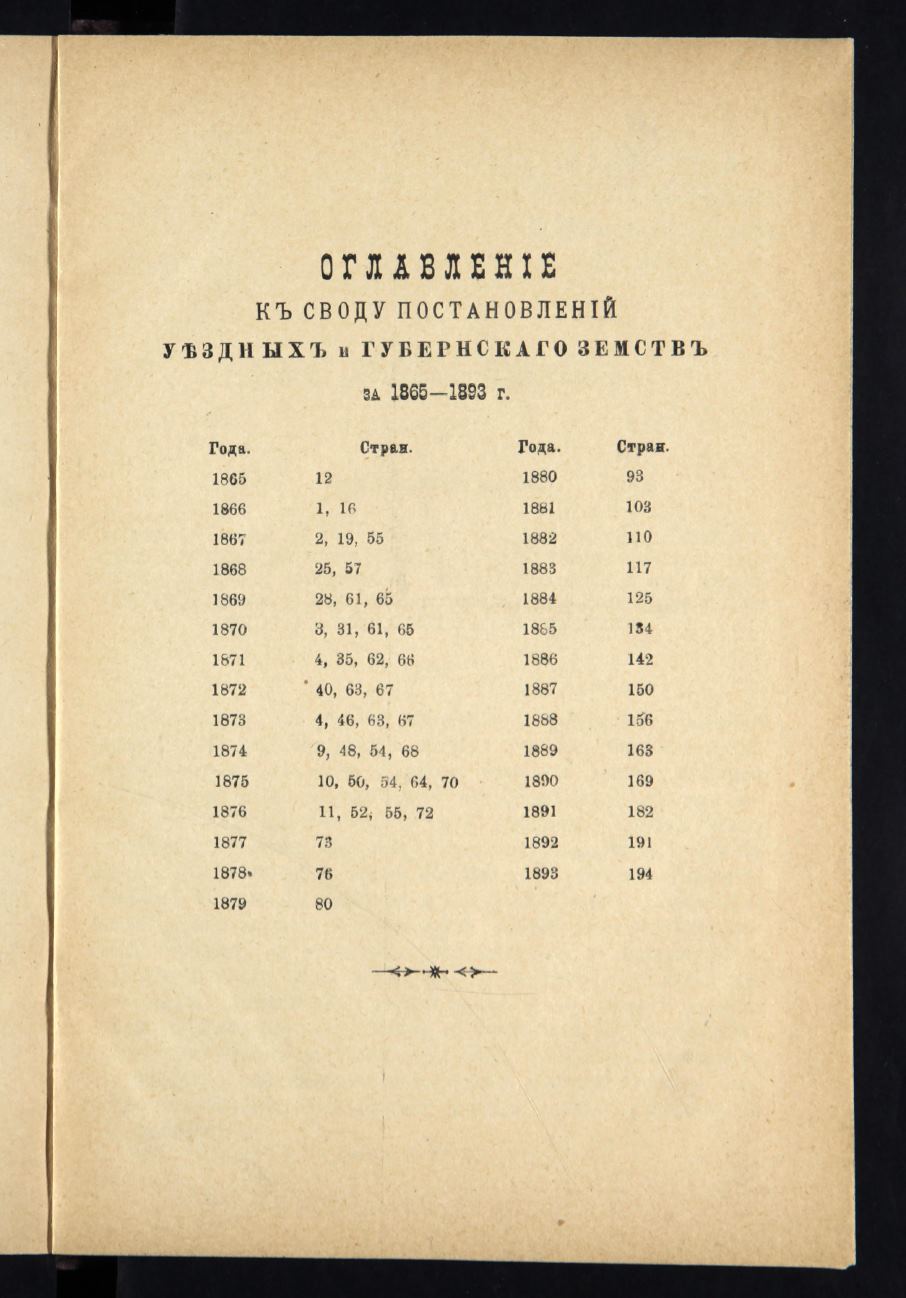 ОГЛАВЛЕНІЕ
КЪ СВОДУ ПОСТАНОВЛЕНІЙ
УѢЗДНЫХЪ и ГУБЕРНСКАГО ЗЕМСТВЪ
ЗА 1865—1893 г.
Года. Стран. Года. Стран.
1865 12 1880 93
1866 1, 16 1881 103
1867 2, 19, 55 1882 110
1868 25, 57 1883 117
1869 28, 61, 65 1884 125
1870 3, 31, 61, 65 1885 134
1871 4, 35, 62, 66 1886 142
1872 40, 63, 67 1887 150
1873 4, 46, 63, 67 1888 156
1874 9, 48, 54, 68 1889 163
1875 10, 50, 54, 64, 70 1890 169
1876 11, 52, 55, 72 1891 182
1877 73 1892 191
1878 76 1893 194
1879 80